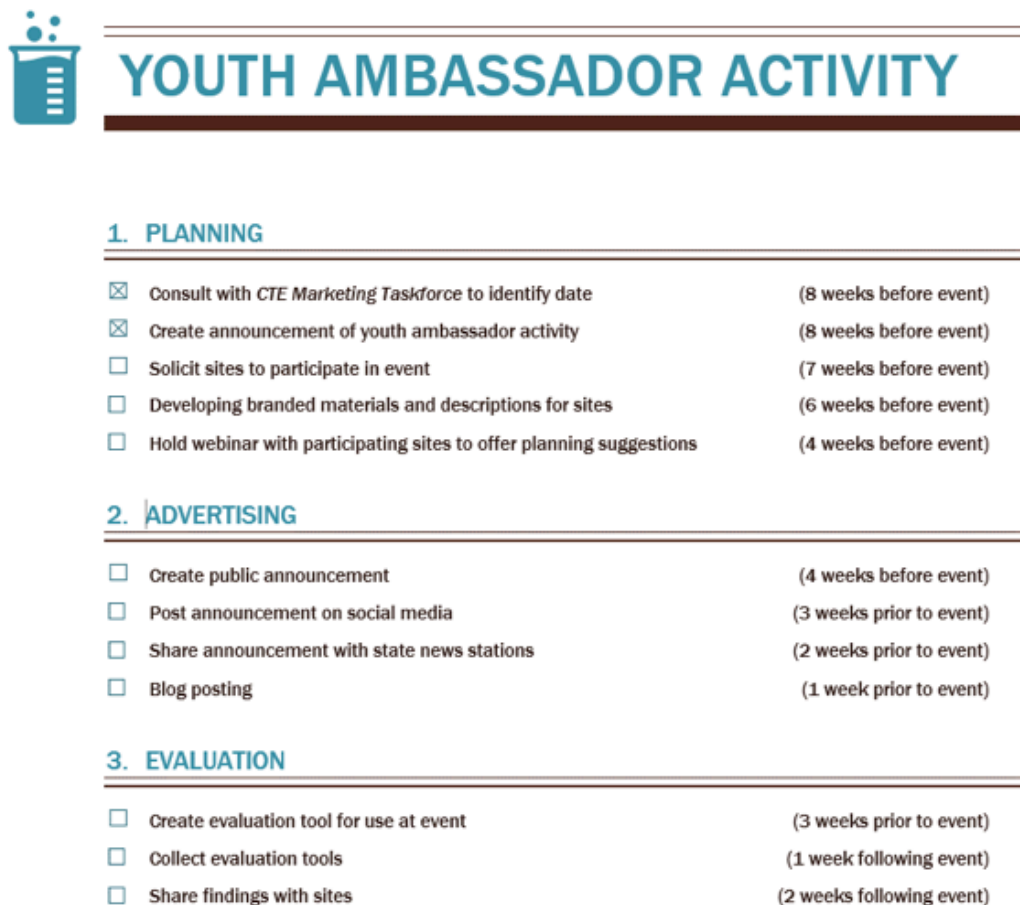 YOUTH AMBASSADOR ACTIVITY
1. PLANNING
☒ Consult with CTE Marketing Taskforce to identify date (8 weeks before event)
☒ Create announcement of youth ambassador activity (8 weeks before event)
☐ Solicit sites to participate in event (7 weeks before event)
☐ Developing branded materials and descriptions for sites (6 weeks before event)
☐ Hold webinar with participating sites to offer planning suggestions (4 weeks before event)
2. ADVERTISING
☐ Create public announcement (4 weeks before event)
☐ Post announcement on social media (3 weeks prior to event)
☐ Share announcement with state news stations (2 weeks prior to event)
☐ Blog posting (1 week prior to event)
3. EVALUATION
☐ Create evaluation tool for use at event (3 weeks prior to event)
☐ Collect evaluation tools (1 week following event)
☐ Share findings with sites (2 weeks following event)